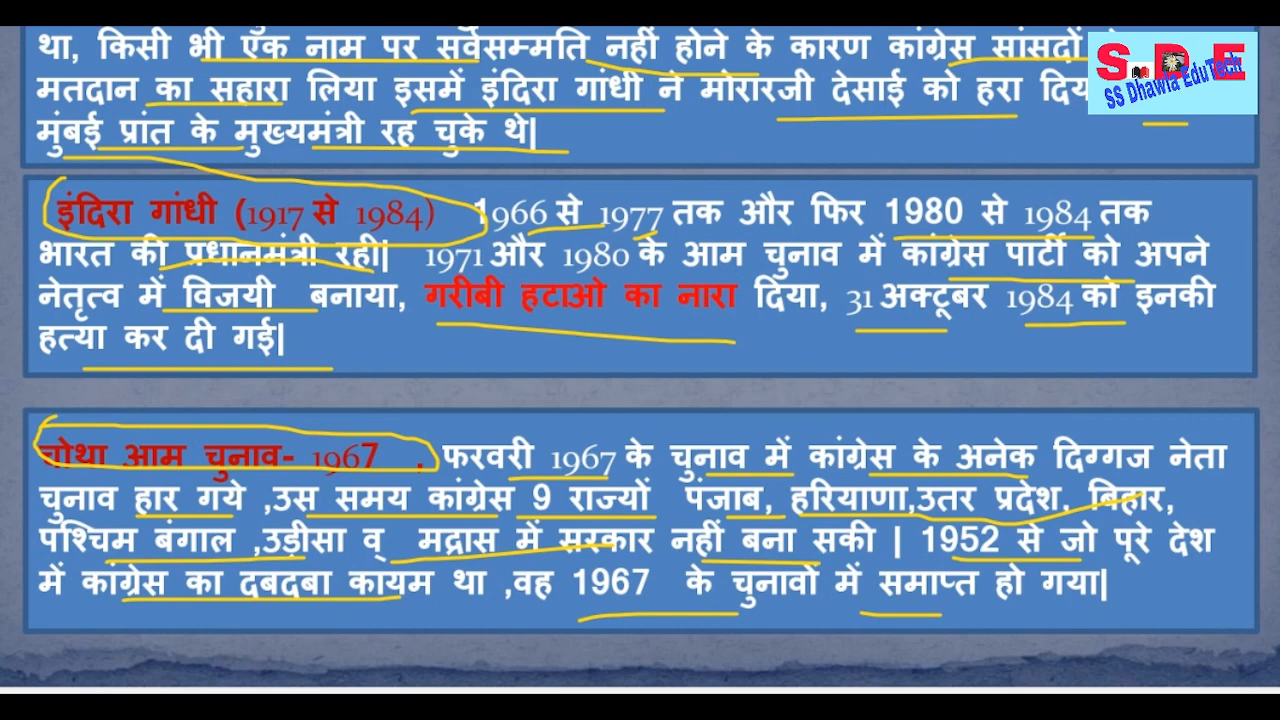 था, किसी भी एक नाम पर सर्वसम्मति नहीं होने के कारण कांग्रेस सांसदों
S.D.E
SS Dhawla EduTech
मतदान का सहारा लिया इसमें इंदिरा गांधी ने मोरारजी देसाई को हरा
मुंबई प्रांत के मुख्यमंत्री रह चुके थे|
इंदिरा गांधी (1917 से 1984) 1966 से 1977 तक और फिर 1980 से 1984 तक
भारत की प्रधानमंत्री रही| 1971 और 1980 के आम चुनाव में कांग्रेस पार्टी को अपने
नेतृत्व में विजयी बनाया, गरीबी हटाओ का नारा दिया, 31 अक्टूबर 1984 को इनकी
हत्या कर दी गई|
चोथा आम चुनाव- 1967 . फरवरी 1967 के चुनाव में कांग्रेस के अनेक दिग्गज नेता
चुनाव हार गये ,उस समय कांग्रेस 9 राज्यों पंजाब, हरियाणा,उतर प्रदेश, बिहार,
पश्चिम बंगाल ,उड़ीसा व् मद्रास में सरकार नहीं बना सकी | 1952 से जो पूरे देश
में कांग्रेस का दबदबा कायम था ,वह 1967 के चुनावों में समाप्त हो गया|